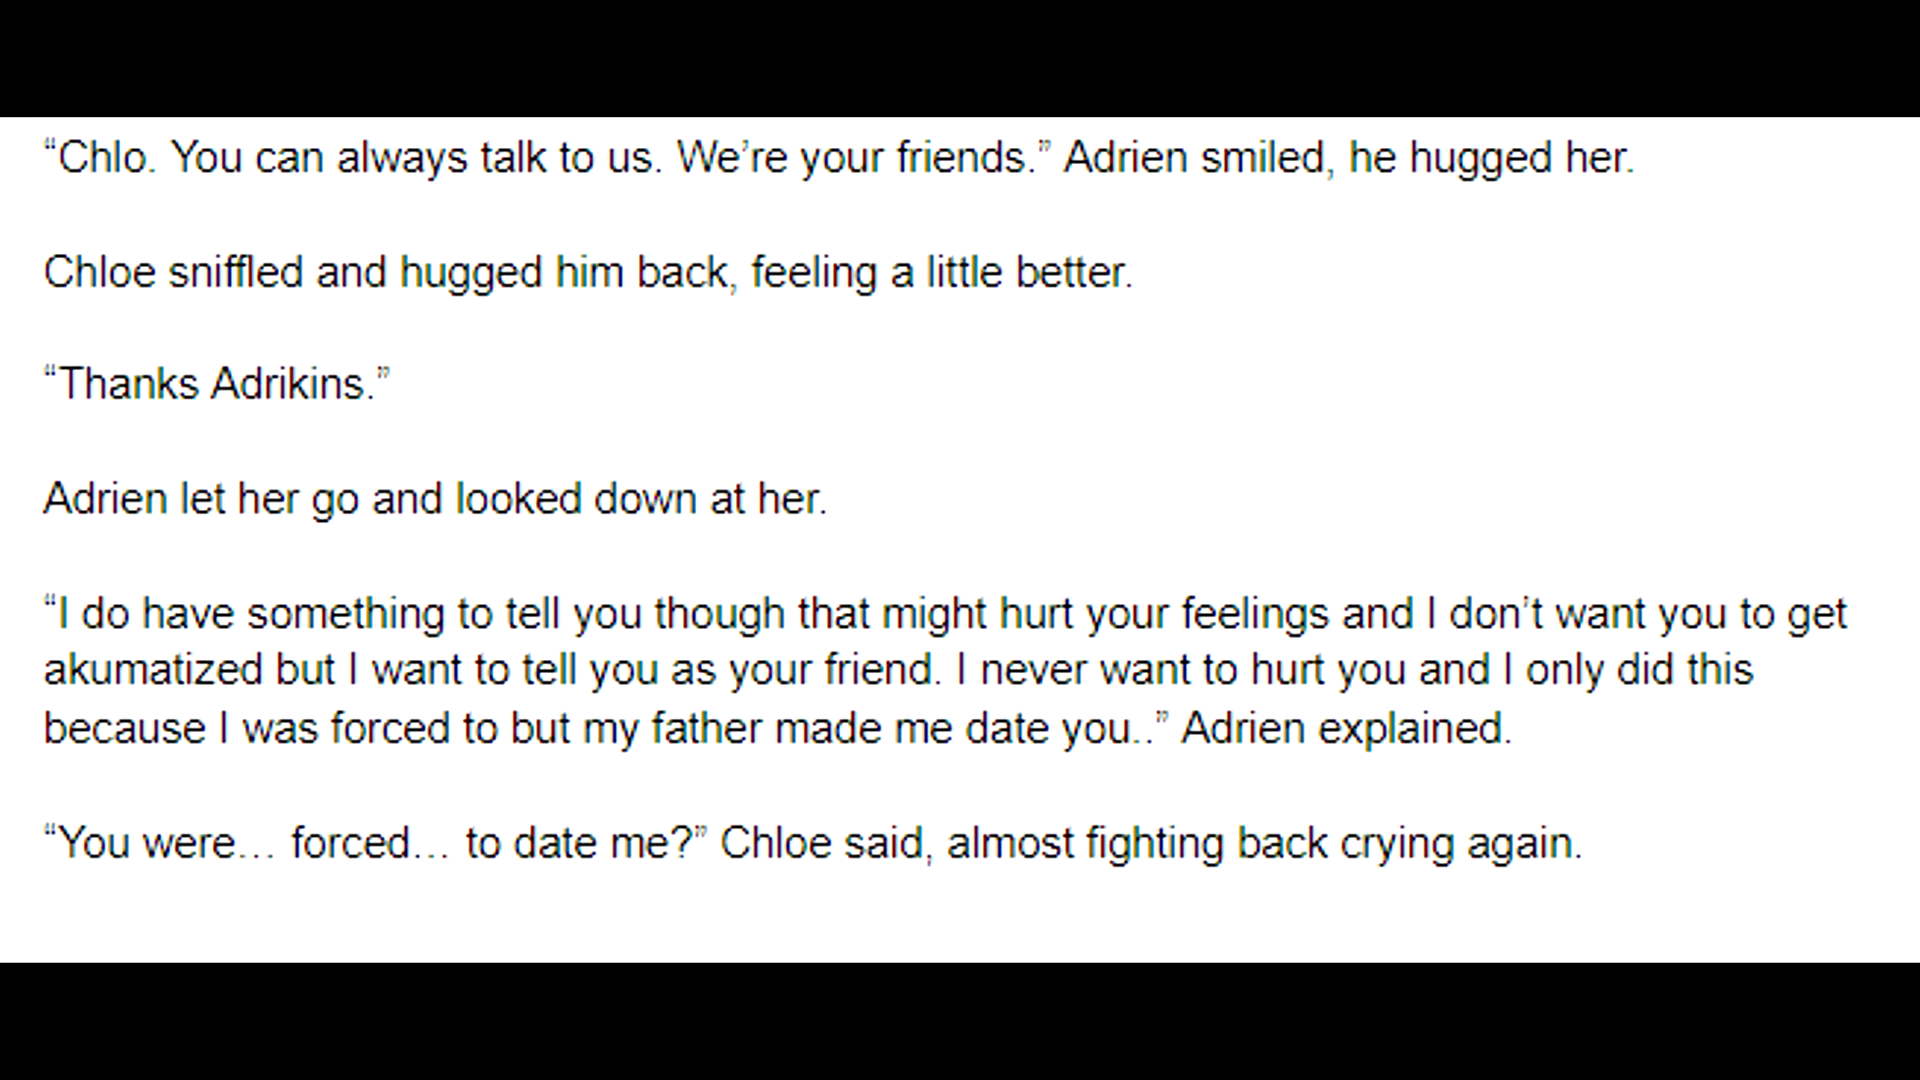 “Chlo. You can always talk to us. We’re your friends.” Adrien smiled, he hugged her.
Chloe sniffled and hugged him back, feeling a little better.
“Thanks Adrikins.”
Adrien let her go and looked down at her.
“I do have something to tell you though that might hurt your feelings and I don’t want you to get
akumatized but I want to tell you as your friend. I never want to hurt you and I only did this
because I was forced to but my father made me date you..” Adrien explained.
“You were… forced… to date me?” Chloe said, almost fighting back crying again.